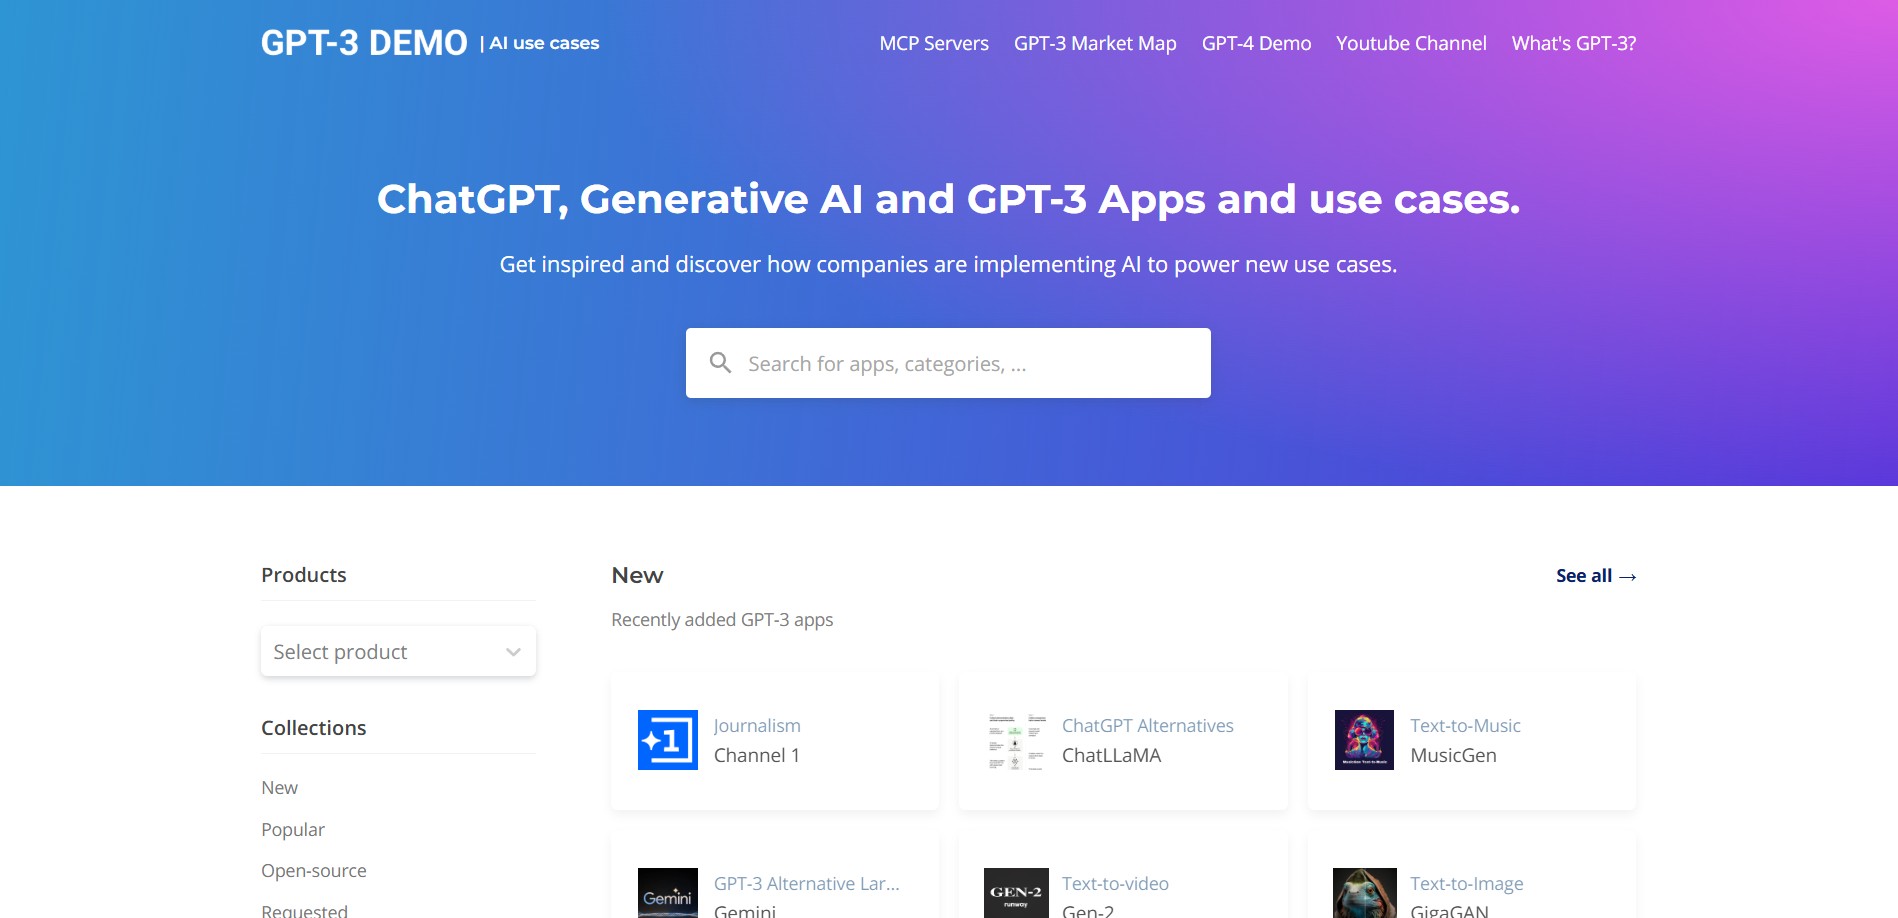 GPT-3 DEMO | AI use cases
MCP Servers
GPT-3 Market Map
GPT-4 Demo
Youtube Channel
What's GPT-3?
ChatGPT, Generative AI and GPT-3 Apps and use cases.
Get inspired and discover how companies are implementing AI to power new use cases.
Search for apps, categories, ...
Products
Select product
Collections
New
Popular
Open-source
Requested
New
See all →
Recently added GPT-3 apps
Journalism
Channel 1
ChatGPT Alternatives
ChatLLaMA
Text-to-Music
MusicGen
Gemini
GPT-3 Alternative Lar...
Gemini
GEN-2
runway
Text-to-video
Gen-2
Text-to-Image
GigaGAN